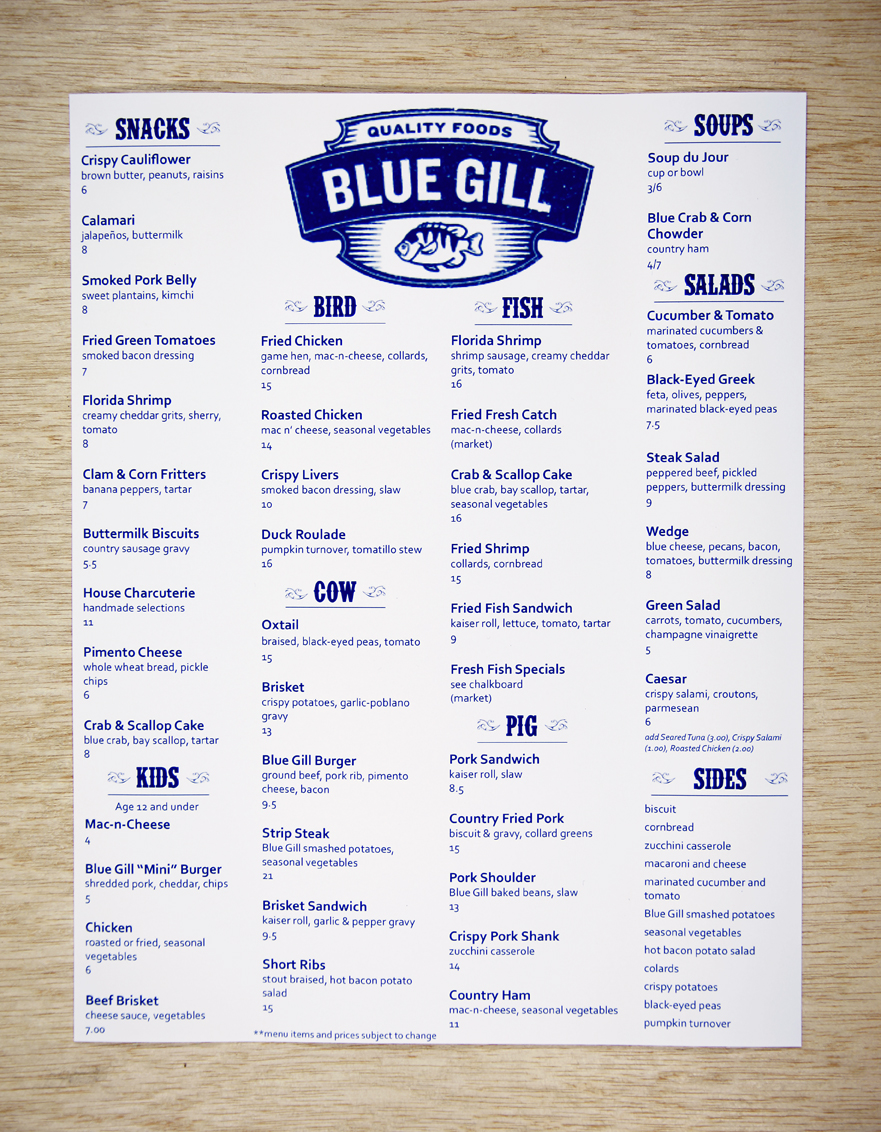 QUALITY FOODS
BLUE GILL
SNACKS
Crispy Cauliflower
brown butter, peanuts, raisins
6
Calamari
jalapeños, buttermilk
8
Smoked Pork Belly
sweet plantains, kimchi
8
Fried Green Tomatoes
smoked bacon dressing
7
Florida Shrimp
creamy cheddar grits, sherry,
tomato
8
Clam & Corn Fritters
banana peppers, tartar
7
Buttermilk Biscuits
country sausage gravy
5.5
House Charcuterie
handmade selections
11
Pimento Cheese
whole wheat bread, pickle
chips
6
Crab & Scallop Cake
blue crab, bay scallop, tartar
8
KIDS
Age 12 and under
Mac-n-Cheese
4
Blue Gill “Mini” Burger
shredded pork, cheddar, chips
5
Chicken
roasted or fried, seasonal
vegetables
6
Beef Brisket
cheese sauce, vegetables
7.00
BIRD
Fried Chicken
game hen, mac-n-cheese, collards,
cornbread
15
Roasted Chicken
mac n' cheese, seasonal vegetables
14
Crispy Livers
smoked bacon dressing, slaw
10
Duck Roulade
pumpkin turnover, tomatillo stew
16
COW
Oxtail
braised, black-eyed peas, tomato
15
Brisket
crispy potatoes, garlic-poblano
gravy
13
Blue Gill Burger
ground beef, pork rib, pimento
cheese, bacon
9.5
Strip Steak
Blue Gill smashed potatoes,
seasonal vegetables
21
Brisket Sandwich
kaiser roll, garlic & pepper gravy
9.5
Short Ribs
stout braised, hot bacon potato
salad
15
**menu items and prices subject to change
FISH
Florida Shrimp
shrimp sausage, creamy cheddar
grits, tomato
16
Fried Fresh Catch
mac-n-cheese, collards
(market)
Crab & Scallop Cake
blue crab, bay scallop, tartar,
seasonal vegetables
16
Fried Shrimp
collards, cornbread
15
Fried Fish Sandwich
kaiser roll, lettuce, tomato, tartar
9
Fresh Fish Specials
see chalkboard
(market)
PIG
Pork Sandwich
kaiser roll, slaw
8.5
Country Fried Pork
biscuit & gravy, collard greens
15
Pork Shoulder
Blue Gill baked beans, slaw
13
Crispy Pork Shank
zucchini casserole
14
Country Ham
mac-n-cheese, seasonal vegetables
11
SOUPS
Soup du Jour
cup or bowl
3/6
Blue Crab & Corn
Chowder
country ham
4/7
SALADS
Cucumber & Tomato
marinated cucumbers &
tomatoes, cornbread
6
Black-Eyed Greek
feta, olives, peppers,
marinated black-eyed peas
7.5
Steak Salad
peppered beef, pickled
peppers, buttermilk dressing
9
Wedge
blue cheese, pecans, bacon,
tomatoes, buttermilk dressing
8
Green Salad
carrots, tomato, cucumbers,
champagne vinaigrette
5
Caesar
crispy salami, croutons,
parmesean
6
add Seared Tuna (3.00), Crispy Salami
(1.00), Roasted Chicken (2.00)
SIDES
biscuit
cornbread
zucchini casserole
macaroni and cheese
marinated cucumber and
tomato
Blue Gill smashed potatoes
seasonal vegetables
hot bacon potato salad
colards
crispy potatoes
black-eyed peas
pumpkin turnover